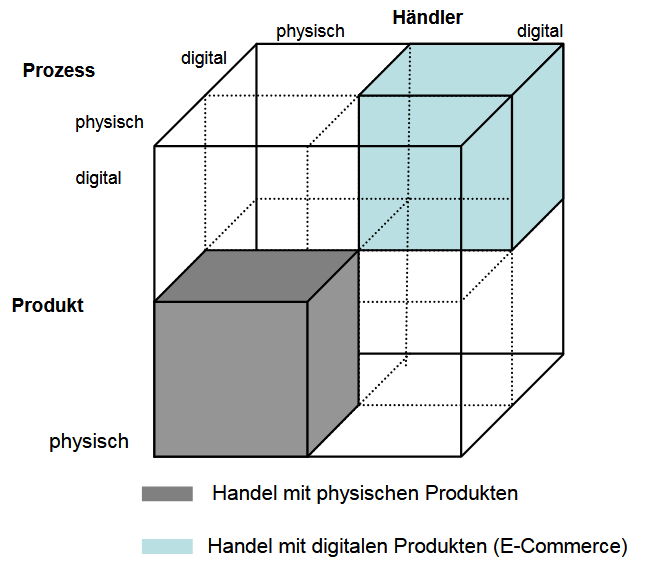 Händler
physisch
digital
digital
Prozess
physisch
digital
Produkt
physisch
Handel mit physischen Produkten
Handel mit digitalen Produkten (E-Commerce)